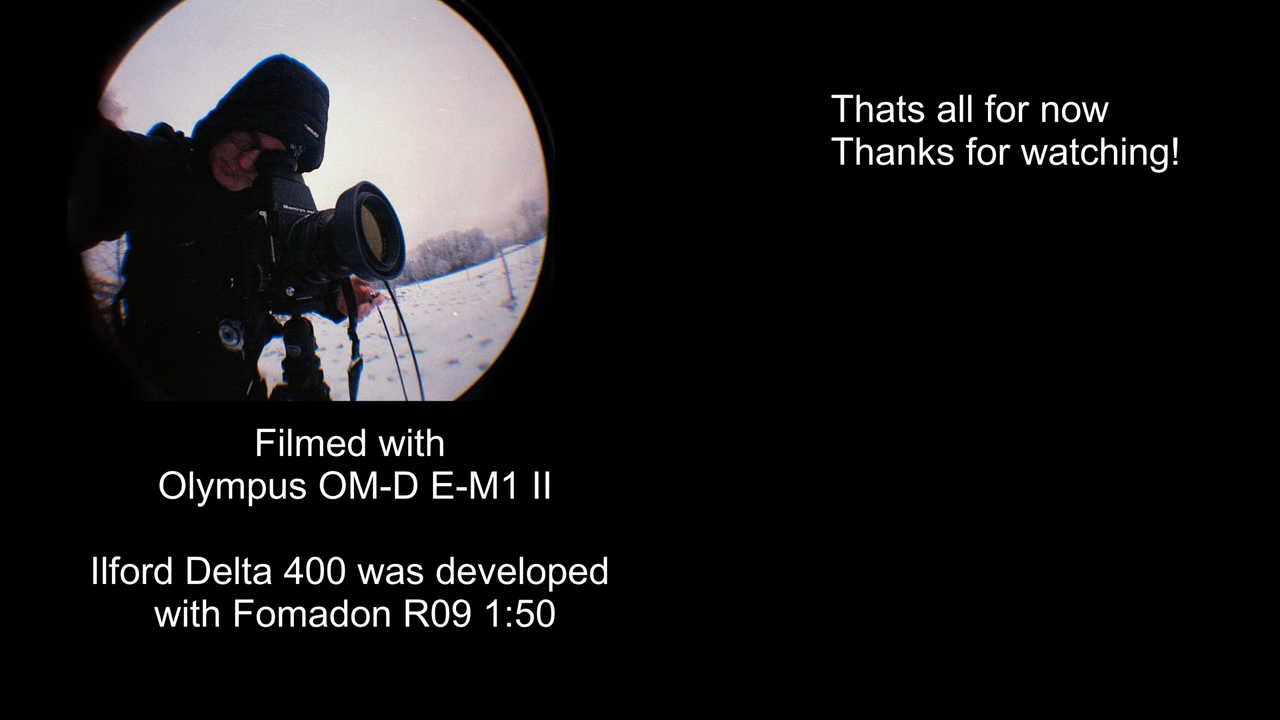 Thats all for now
Thanks for watching!
Filmed with
Olympus OM-D E-M1 II
Ilford Delta 400 was developed
with Fomadon R09 1:50